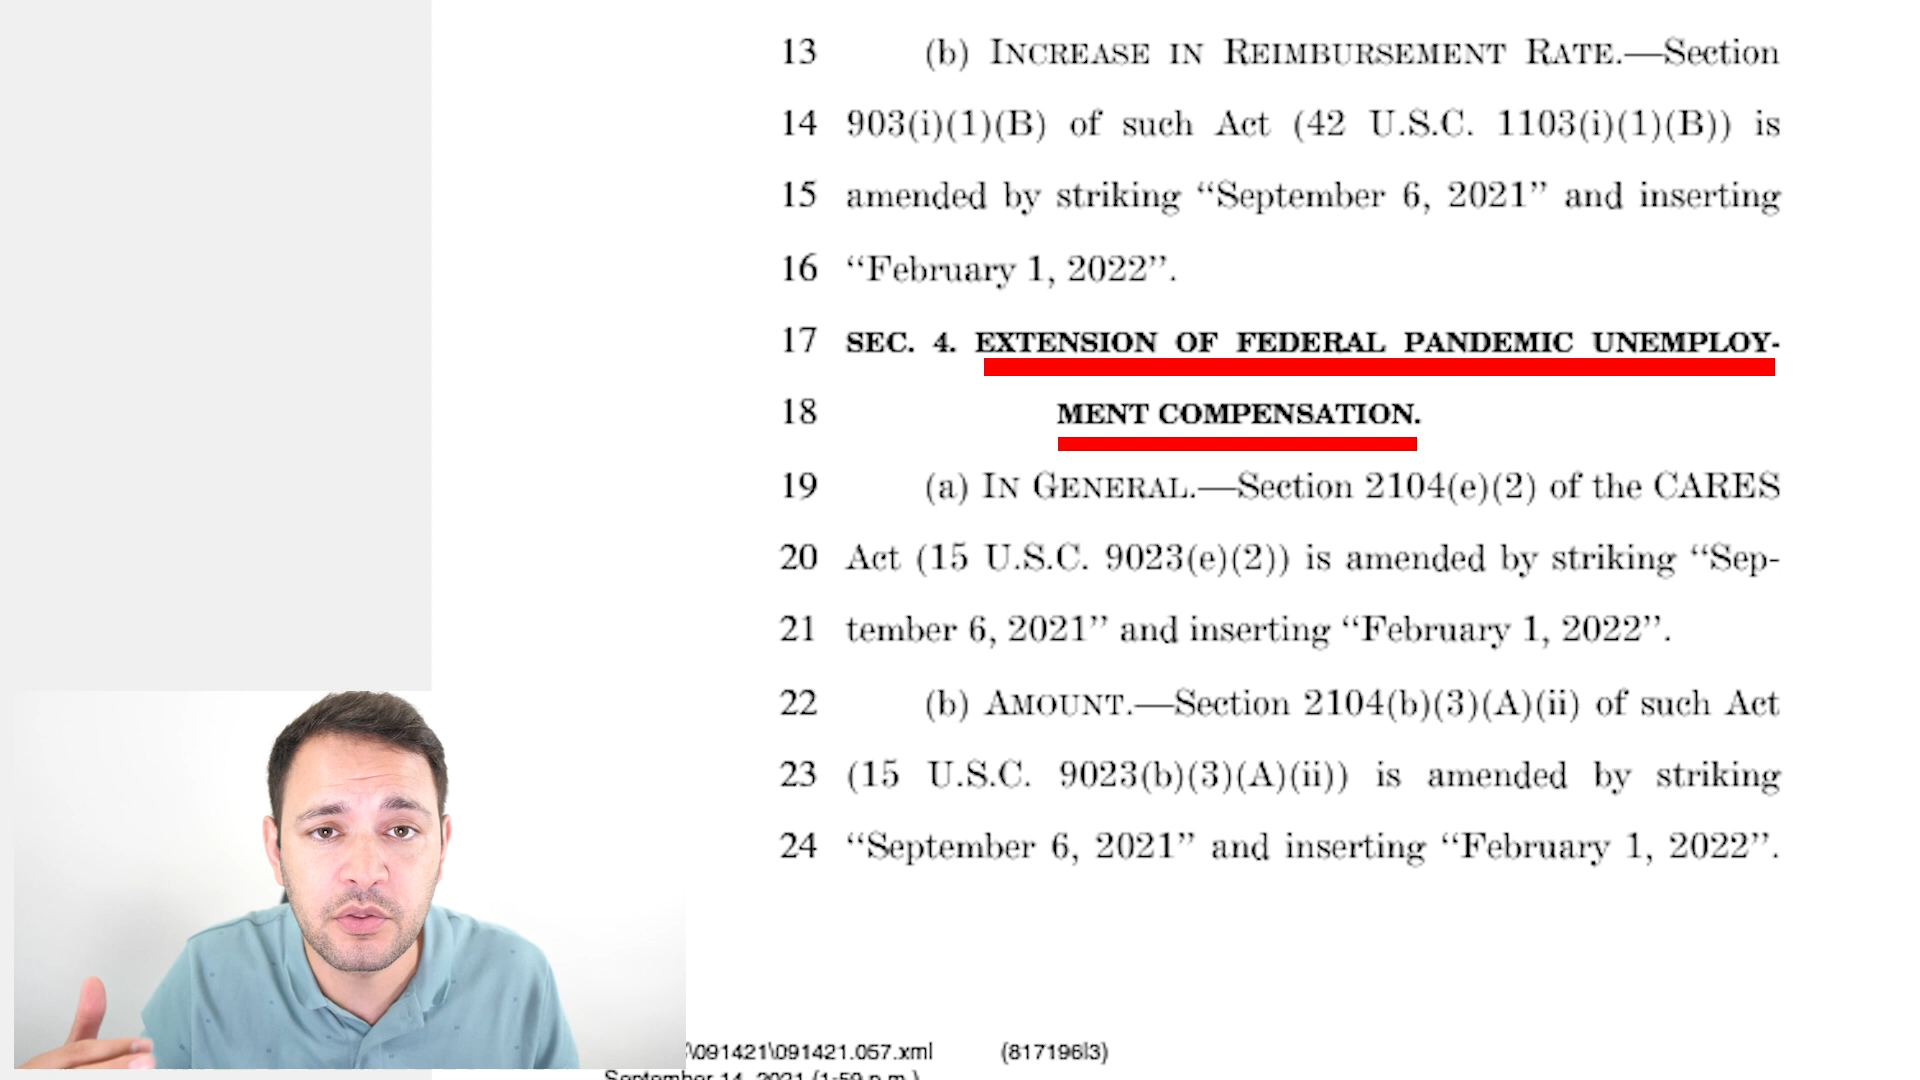 13 (b) INCREASE IN REIMBURSEMENT RATE.—Section
14 903(i)(1)(B) of such Act (42 U.S.C. 1103(i)(1)(B)) is
15 amended by striking ‘‘September 6, 2021’’ and inserting
16 ‘‘February 1, 2022’’.
17 SEC. 4. EXTENSION OF FEDERAL PANDEMIC UNEMPLOY-
18 MENT COMPENSATION.
19 (a) IN GENERAL.—Section 2104(e)(2) of the CARES
20 Act (15 U.S.C. 9023(e)(2)) is amended by striking ‘‘Sep-
21 tember 6, 2021’’ and inserting ‘‘February 1, 2022’’.
22 (b) AMOUNT.—Section 2104(b)(3)(A)(ii) of such Act
23 (15 U.S.C. 9023(b)(3)(A)(ii)) is amended by striking
24 ‘‘September 6, 2021’’ and inserting ‘‘February 1, 2022’’.
\091421\091421.057.xml (817196|3)
September 14, 2021 (1:59 p.m.)